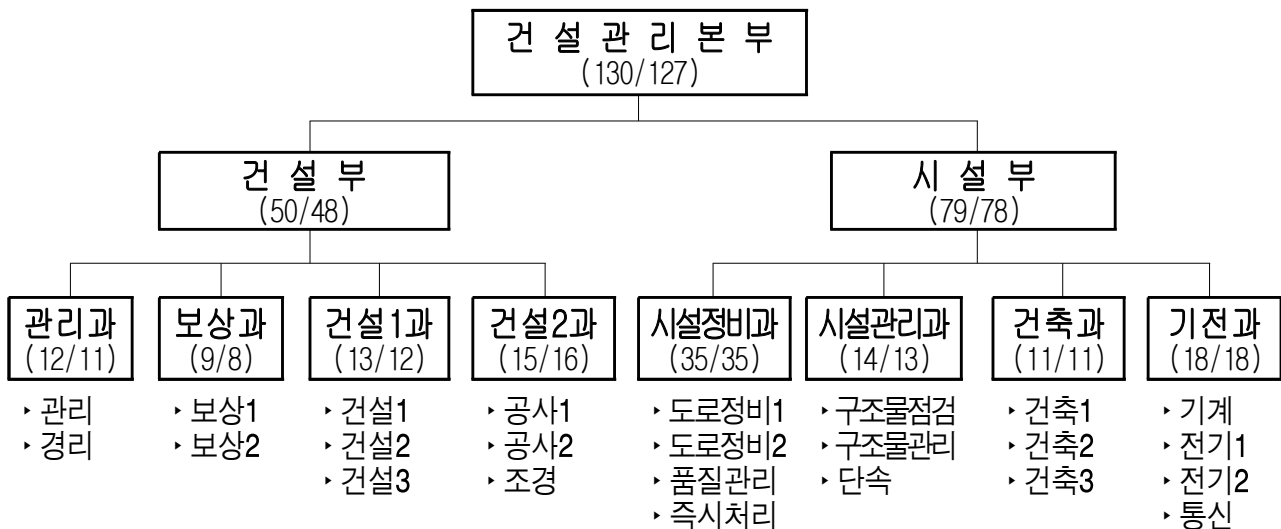 건 설 관 리 본 부
(130/127)
건 설 부
(50/48)
시 설 부
(79/78)
관리과
(12/11)
보상과
(9/8)
건설1과
(13/12)
건설2과
(15/16)
시설정비과
(35/35)
시설관리과
(14/13)
건축과
(11/11)
기전과
(18/18)
‣ 관리
‣ 경리
‣ 보상1
‣ 보상2
‣ 건설1
‣ 건설2
‣ 건설3
‣ 공사1
‣ 공사2
‣ 조경
‣ 도로정비1
‣ 도로정비2
‣ 품질관리
‣ 즉시처리
‣ 구조물점검
‣ 구조물관리
‣ 단속
‣ 건축1
‣ 건축2
‣ 건축3
‣ 기계
‣ 전기1
‣ 전기2
‣ 통신